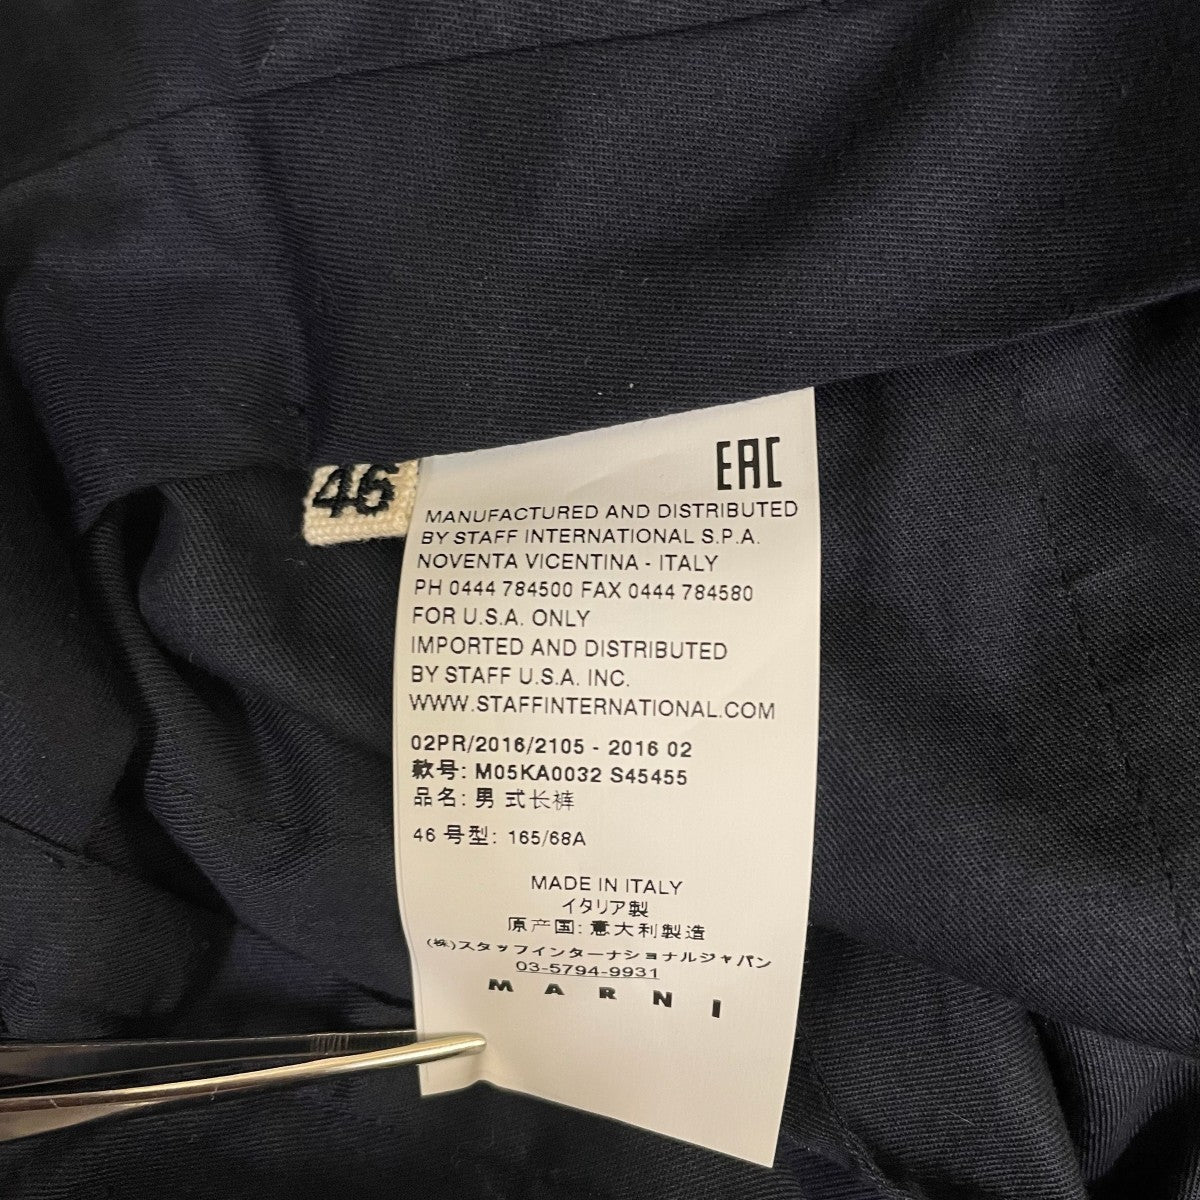 46
EAC
MANUFACTURED AND DISTRIBUTED
BY STAFF INTERNATIONAL S.P.A.
NOVENTA VICENTINA - ITALY
PH 0444 784500 FAX 0444 784580
FOR U.S.A. ONLY
IMPORTED AND DISTRIBUTED
BY STAFF U.S.A. INC.
WWW.STAFFINTERNATIONAL.COM
02PR/2016/2105 - 2016 02
款号: M05KA0032 S45455
品名: 男 式长裤
46 号型: 165/68A
MADE IN ITALY
イタリア製
原产国: 意大利製造
(株)スタッフインターナショナルジャパン
03-5794-9931
MARNI